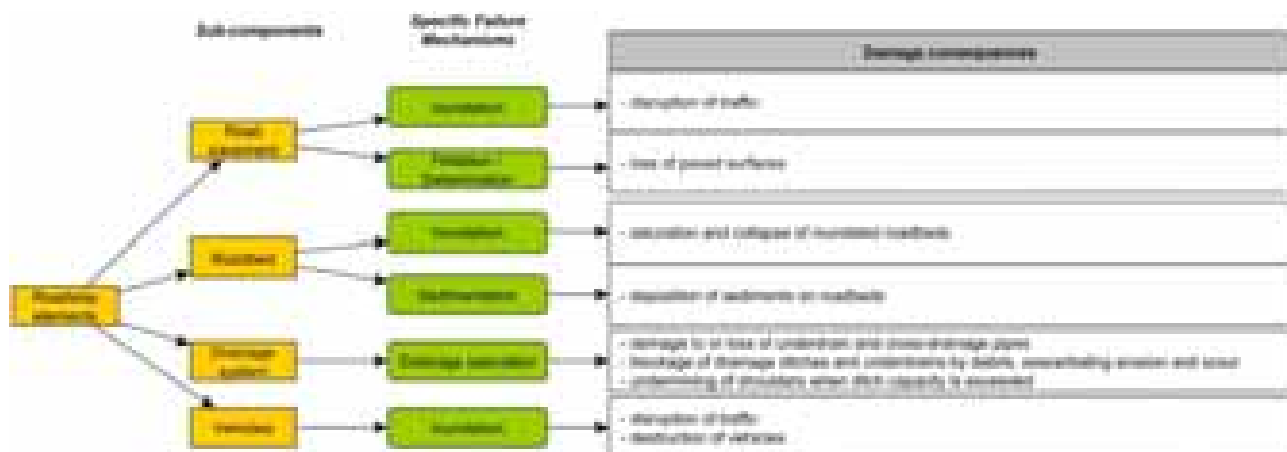 Sub-components
Specific Failure
Mechanisms
Damage consequences
Road
pavement
Inundation
- disruption of traffic
Deterioration
- loss of paved surfaces
Roadbed
Inundation
- saturation and collapse of inundated roadbeds
Sedimentation
- deposition of sediments on roadbeds
Roadway
elements
Drainage
system
Drainage saturation
- damage to or loss of underdrain and cross-drainage pipes
- blockage of drainage ditches and underdrains by debris, exacerbating erosion and scour
- undermining of shoulders when ditch capacity is exceeded
Vehicles
Inundation
- disruption of traffic
- destruction of vehicles